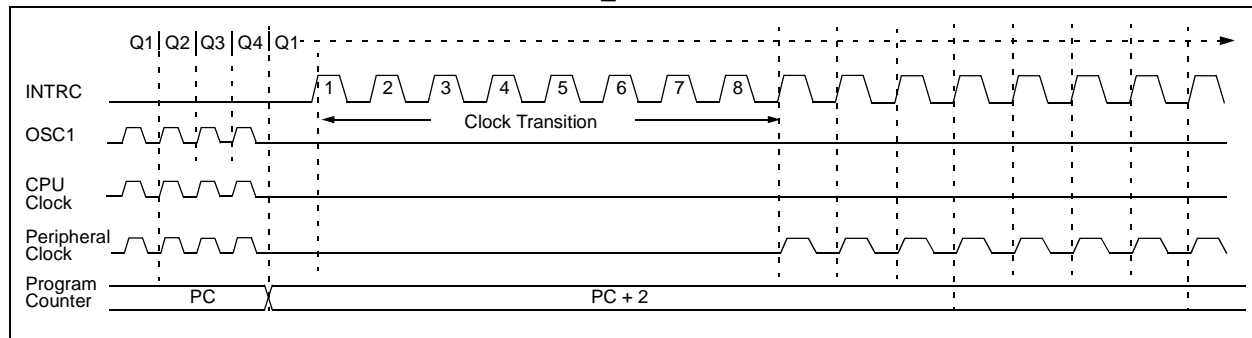 Q1 Q2 Q3 Q4 Q1
INTRC
1 2 3 4 5 6 7 8
Clock Transition
OSC1
CPU
Clock
Peripheral
Clock
Program
Counter
PC
PC + 2